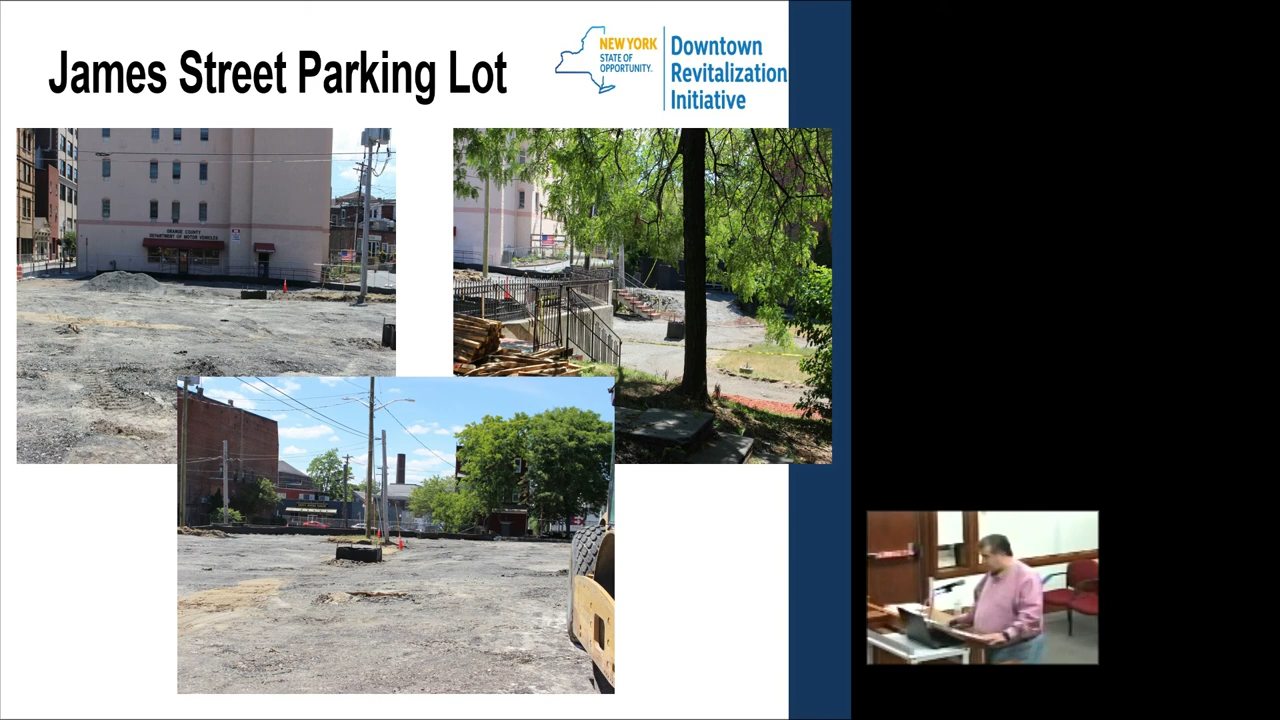 James Street Parking Lot
NEW YORK
STATE OF
OPPORTUNITY.
Downtown
Revitalization
Initiative
ORANGE COUNTY
DEPARTMENT OF MOTOR VEHICLES